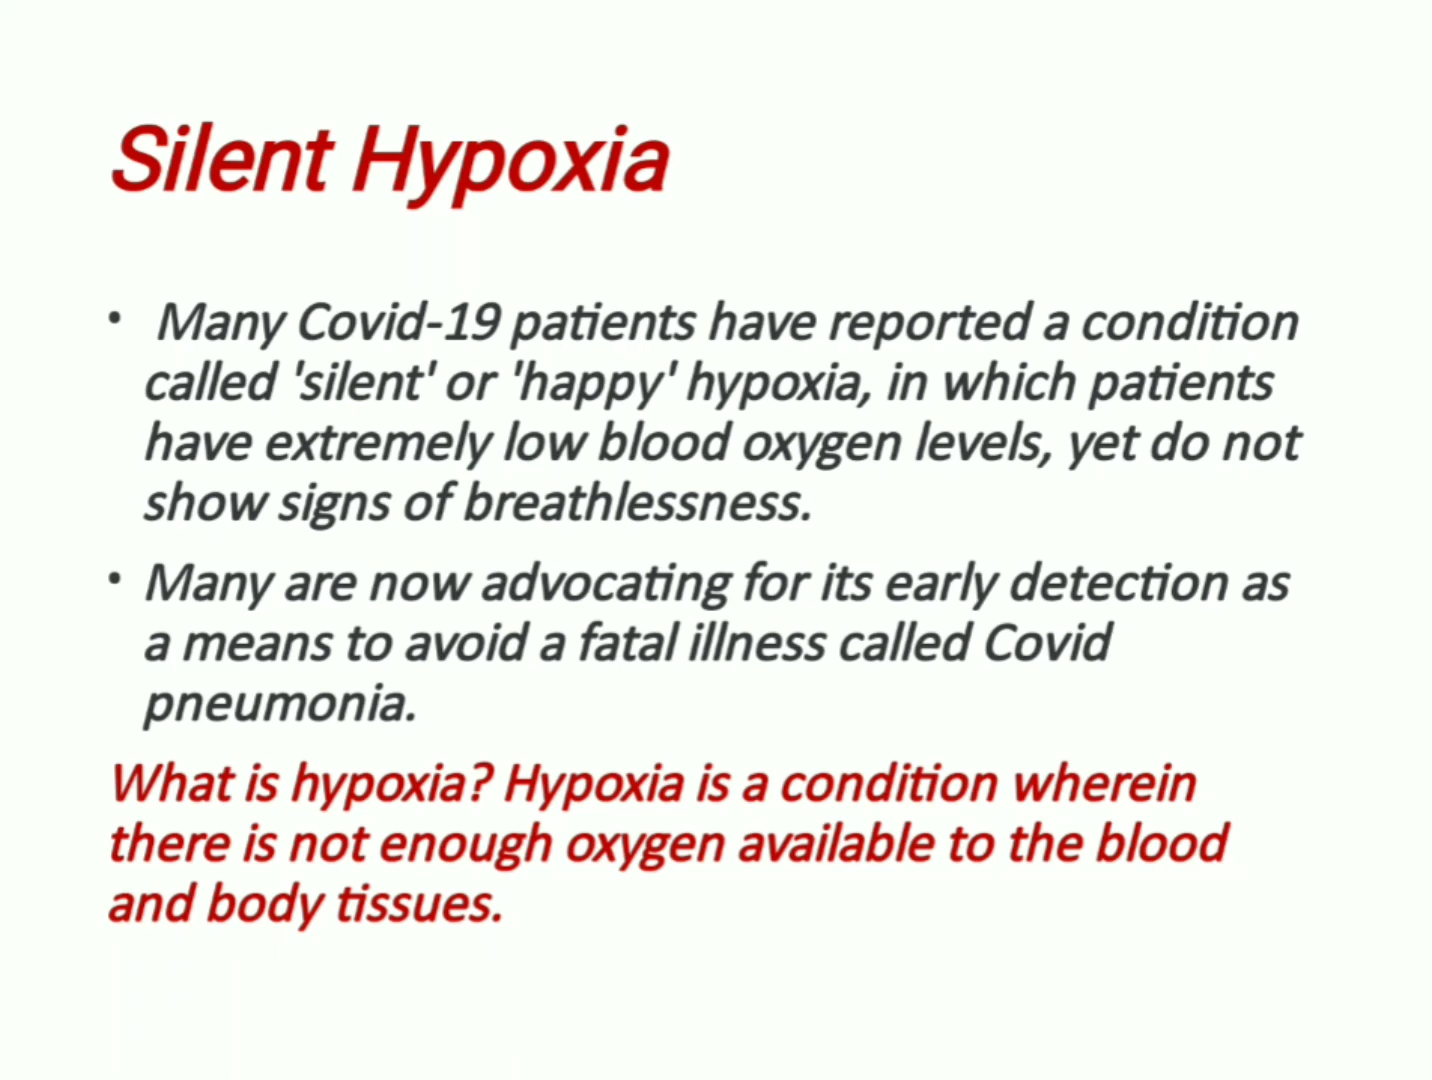 Silent Hypoxia
• Many Covid-19 patients have reported a condition
called 'silent' or 'happy' hypoxia, in which patients
have extremely low blood oxygen levels, yet do not
show signs of breathlessness.
• Many are now advocating for its early detection as
a means to avoid a fatal illness called Covid
pneumonia.
What is hypoxia? Hypoxia is a condition wherein
there is not enough oxygen available to the blood
and body tissues.